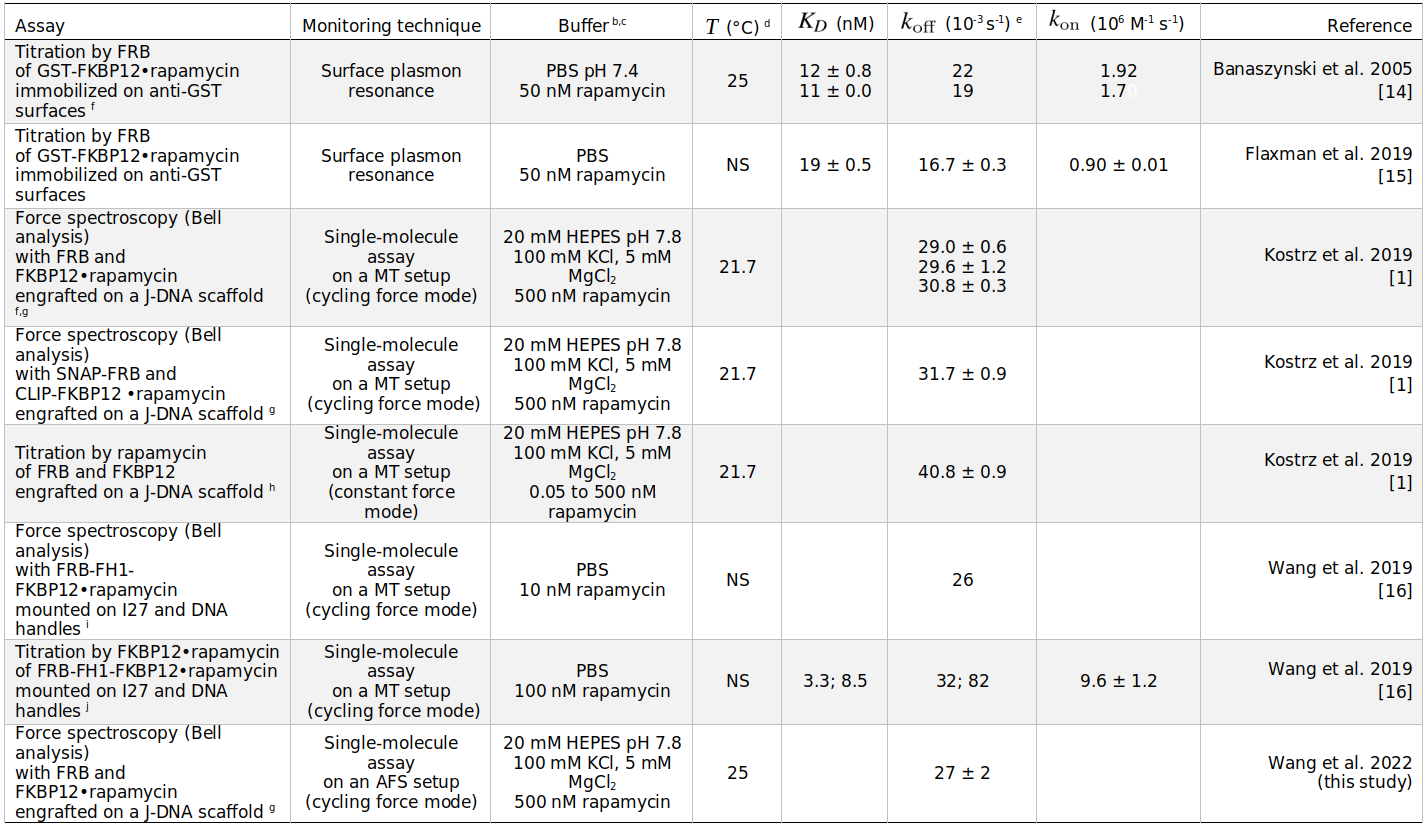 Assay Monitoring technique Buffer b,c T (°C) d K_D (nM) k_off (10⁻³ s⁻¹) e k_on (10⁶ M⁻¹ s⁻¹) Reference
Titration by FRB
of GST-FKBP12•rapamycin
immobilized on anti-GST
surfaces f
Surface plasmon
resonance
PBS pH 7.4
50 nM rapamycin
25
12 ± 0.8
11 ± 0.0
22
19
1.92
1.7
Banaszynski et al. 2005
[14]
Titration by FRB
of GST-FKBP12•rapamycin
immobilized on anti-GST
surfaces
Surface plasmon
resonance
PBS
50 nM rapamycin
NS
19 ± 0.5
16.7 ± 0.3
0.90 ± 0.01
Flaxman et al. 2019
[15]
Force spectroscopy (Bell
analysis)
with FRB and
FKBP12•rapamycin
engrafted on a J-DNA scaffold
f,g
Single-molecule
assay
on a MT setup
(cycling force mode)
20 mM HEPES pH 7.8
100 mM KCl, 5 mM
MgCl₂
500 nM rapamycin
21.7
29.0 ± 0.6
29.6 ± 1.2
30.8 ± 0.3
Kostrz et al. 2019
[1]
Force spectroscopy (Bell
analysis)
with SNAP-FRB and
CLIP-FKBP12 •rapamycin
engrafted on a J-DNA scaffold g
Single-molecule
assay
on a MT setup
(cycling force mode)
20 mM HEPES pH 7.8
100 mM KCl, 5 mM
MgCl₂
500 nM rapamycin
21.7
31.7 ± 0.9
Kostrz et al. 2019
[1]
Titration by rapamycin
of FRB and FKBP12
engrafted on a J-DNA scaffold h
Single-molecule
assay
on a MT setup
(constant force
mode)
20 mM HEPES pH 7.8
100 mM KCl, 5 mM
MgCl₂
0.05 to 500 nM
rapamycin
21.7
40.8 ± 0.9
Kostrz et al. 2019
[1]
Force spectroscopy (Bell
analysis)
with FRB-FH1-
FKBP12•rapamycin
mounted on I27 and DNA
handles i
Single-molecule
assay
on a MT setup
(cycling force mode)
PBS
10 nM rapamycin
NS
26
Wang et al. 2019
[16]
Titration by FKBP12•rapamycin
of FRB-FH1-FKBP12•rapamycin
mounted on I27 and DNA
handles j
Single-molecule
assay
on a MT setup
(cycling force mode)
PBS
100 nM rapamycin
NS
3.3; 8.5
32; 82
9.6 ± 1.2
Wang et al. 2019
[16]
Force spectroscopy (Bell
analysis)
with FRB and
FKBP12•rapamycin
engrafted on a J-DNA scaffold g
Single-molecule
assay
on an AFS setup
(cycling force mode)
20 mM HEPES pH 7.8
100 mM KCl, 5 mM
MgCl₂
500 nM rapamycin
25
27 ± 2
Wang et al. 2022
(this study)